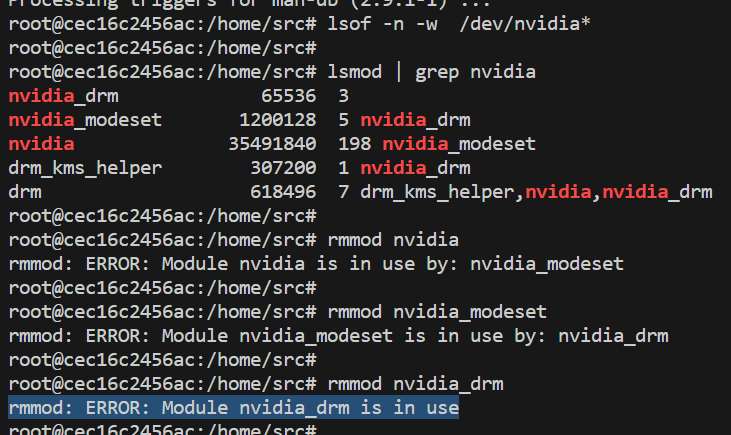 Processing triggers for man-db (2.9.1-1) ...
root@cec16c2456ac:/home/src# lsof -n -w  /dev/nvidia*
root@cec16c2456ac:/home/src#
root@cec16c2456ac:/home/src# lsmod | grep nvidia
nvidia_drm             65536  3
nvidia_modeset       1200128  5 nvidia_drm
nvidia              35491840  198 nvidia_modeset
drm_kms_helper        307200  1 nvidia_drm
drm                   618496  7 drm_kms_helper,nvidia,nvidia_drm
root@cec16c2456ac:/home/src#
root@cec16c2456ac:/home/src# rmmod nvidia
rmmod: ERROR: Module nvidia is in use by: nvidia_modeset
root@cec16c2456ac:/home/src#
root@cec16c2456ac:/home/src# rmmod nvidia_modeset
rmmod: ERROR: Module nvidia_modeset is in use by: nvidia_drm
root@cec16c2456ac:/home/src#
root@cec16c2456ac:/home/src# rmmod nvidia_drm
rmmod: ERROR: Module nvidia_drm is in use
root@cec16c2456ac:/home/src#